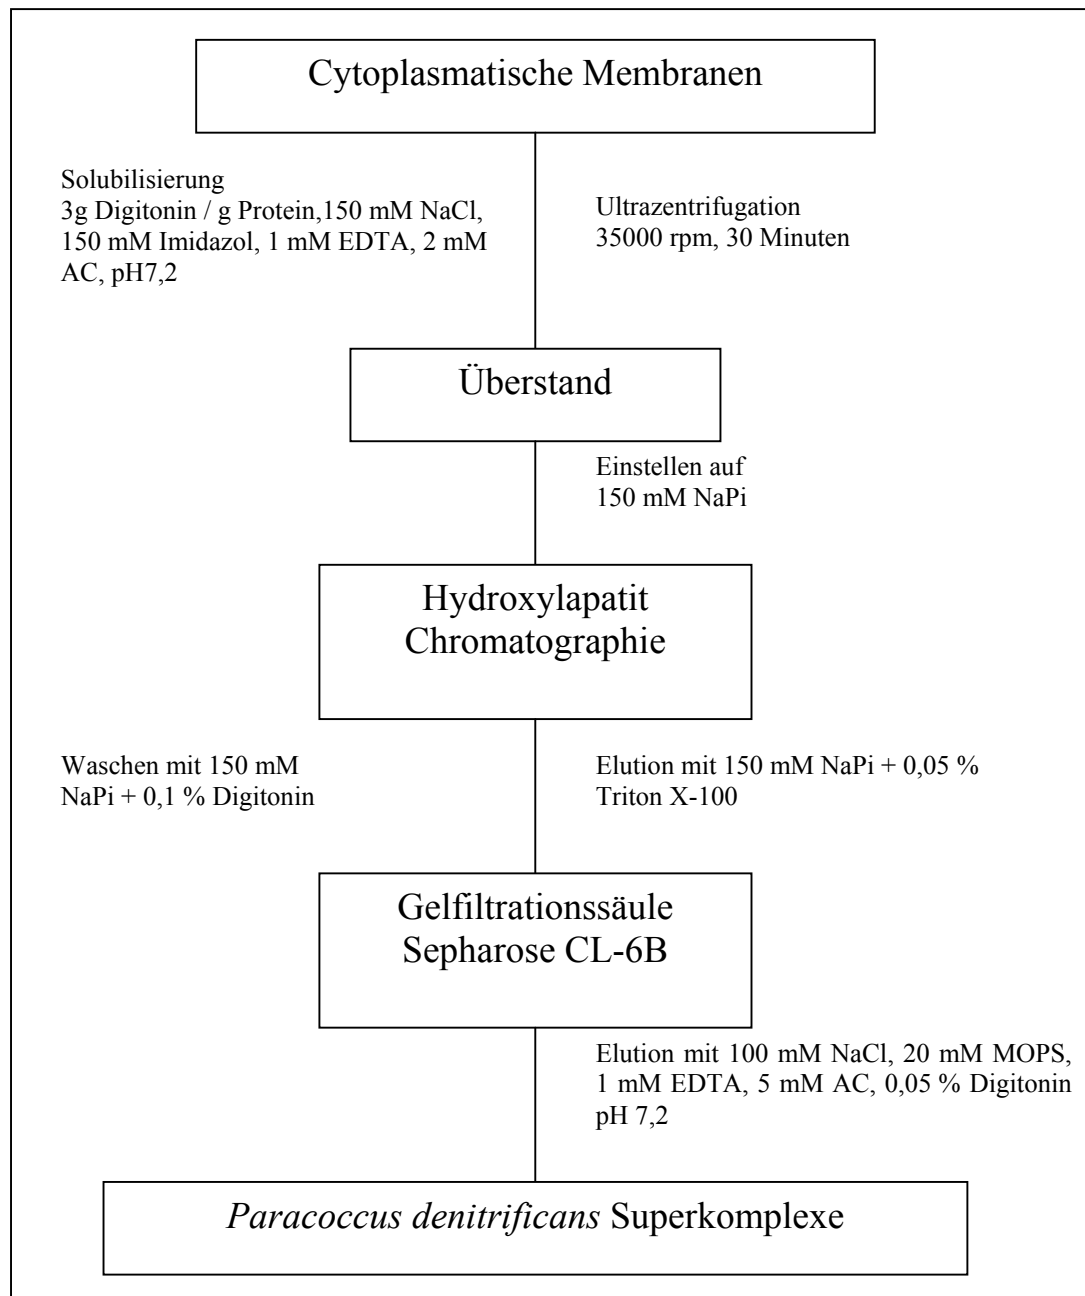 Cytoplasmatische Membranen
Solubilisierung
3g Digitonin / g Protein,150 mM NaCl,
150 mM Imidazol, 1 mM EDTA, 2 mM
AC, pH7,2
Ultrazentrifugation
35000 rpm, 30 Minuten
Überstand
Einstellen auf
150 mM NaPi
Hydroxylapatit
Chromatographie
Waschen mit 150 mM
NaPi + 0,1 % Digitonin
Elution mit 150 mM NaPi + 0,05 %
Triton X-100
Gelfiltrationssäule
Sepharose CL-6B
Elution mit 100 mM NaCl, 20 mM MOPS,
1 mM EDTA, 5 mM AC, 0,05 % Digitonin
pH 7,2
Paracoccus denitrificans Superkomplexe